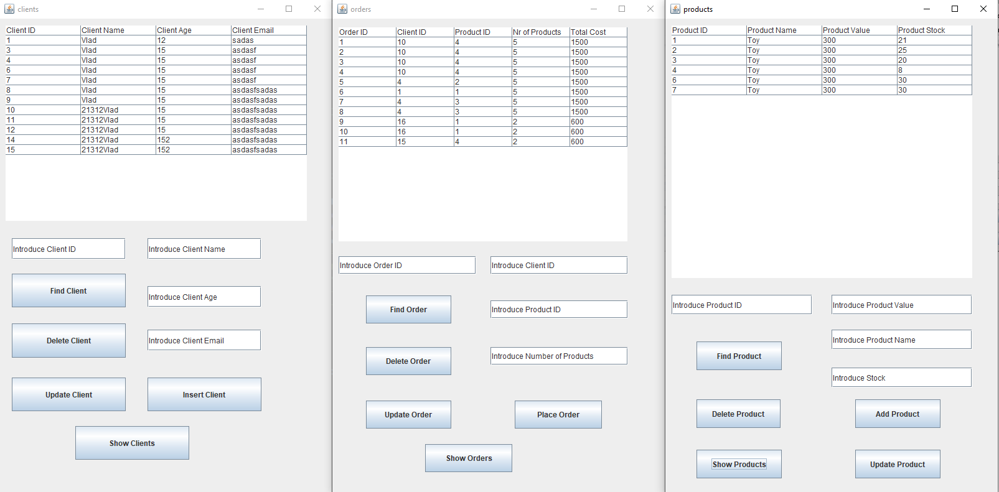 clients
Client ID Client Name Client Age Client Email
1 Vlad 12 sadas
3 Vlad 15 asdasf
4 Vlad 15 asdasf
6 Vlad 15 asdasf
7 Vlad 15 asdasf
8 Vlad 15 asdasfsadas
9 Vlad 15 asdasfsadas
10 21312Vlad 15 asdasfsadas
11 21312Vlad 15 asdasfsadas
12 21312Vlad 15 asdasfsadas
14 21312Vlad 152 asdasfsadas
15 21312Vlad 152 asdasfsadas
Introduce Client ID
Introduce Client Name
Find Client
Introduce Client Age
Delete Client
Introduce Client Email
Update Client
Insert Client
Show Clients
orders
Order ID Client ID Product ID Nr of Products Total Cost
1 10 4 5 1500
2 10 4 5 1500
3 10 4 5 1500
4 10 4 5 1500
5 4 2 5 1500
6 1 1 5 1500
7 4 3 5 1500
8 4 3 5 1500
9 16 1 2 600
10 16 1 2 600
11 15 4 2 600
Introduce Order ID
Introduce Client ID
Find Order
Introduce Product ID
Delete Order
Introduce Number of Products
Update Order
Place Order
Show Orders
products
Product ID Product Name Product Value Product Stock
1 Toy 300 21
2 Toy 300 25
3 Toy 300 20
4 Toy 300 8
6 Toy 300 30
7 Toy 300 30
Introduce Product ID
Introduce Product Value
Introduce Product Name
Find Product
Introduce Stock
Delete Product
Add Product
Show Products
Update Product